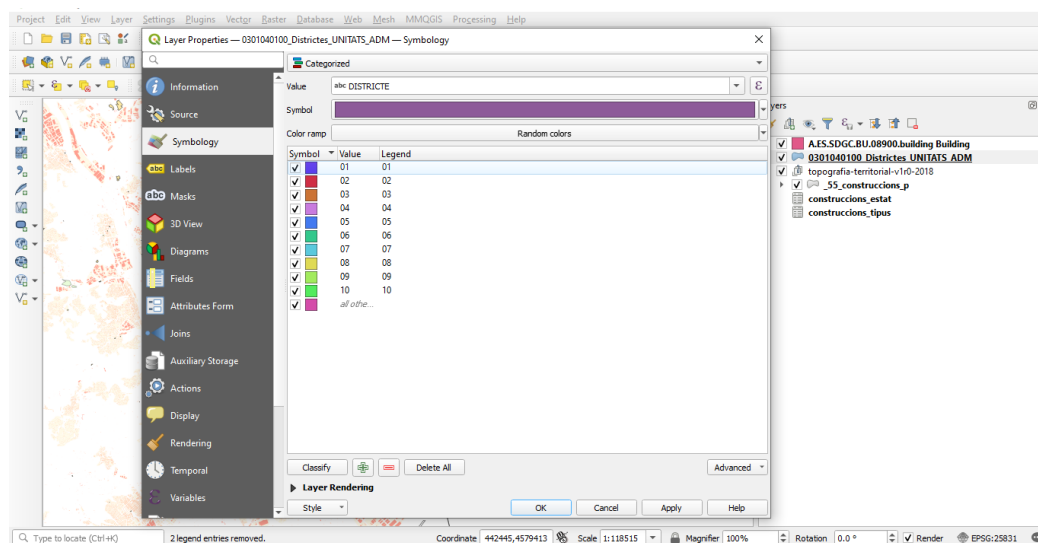 Project Edit View Layer Settings Plugins Vector Raster Database Web Mesh MMQGIS Processing Help
Layer Properties — 0301040100_Districtes_UNITATS_ADM — Symbology
Categorized
Information
Value abc DISTRICTE ε
Source
Symbol
Symbology
Color ramp Random colors
Symbol Value Legend
abc Labels
01 01
02 02
abc Masks
03 03
04 04
3D View
05 05
06 06
Diagrams
07 07
08 08
Fields
09 09
10 10
Attributes Form
all othe...
Joins
Auxiliary Storage
Actions
Display
Rendering
Temporal
Classify Delete All Advanced
Layer Rendering
Variables
Style OK Cancel Apply Help
yers
A.ES.SDGC.BU.08900.building Building
0301040100_Districtes_UNITATS_ADM
topografia-territorial-v1r0-2018
_55_construccions_p
construccions_estat
construccions_tipus
Type to locate (Ctrl+K) 2 legend entries removed. Coordinate 442445,4579413 Scale 1:118515 Magnifier 100% Rotation 0.0 ° Render EPSG:25831